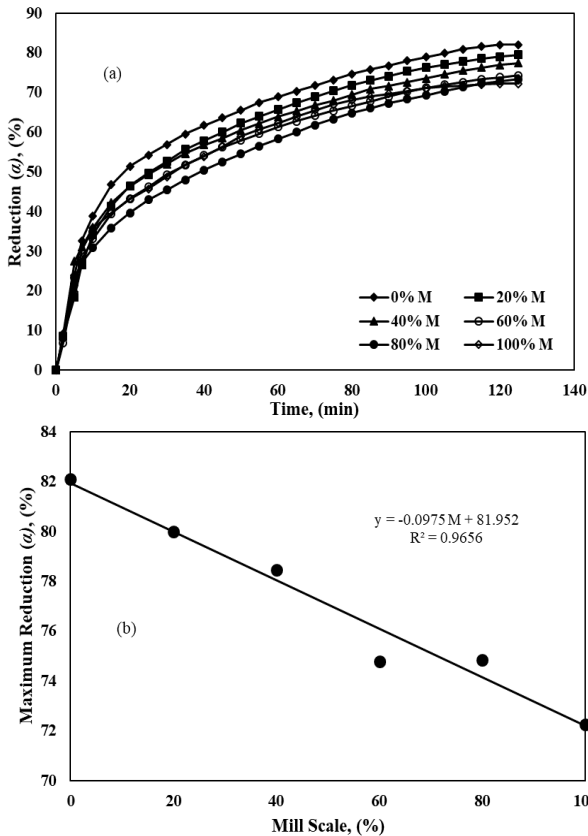 90
80
70
60
50
40
30
20
10
0
Reduction (α), (%)
(a)
0% M 20% M
40% M 60% M
80% M 100% M
0 20 40 60 80 100 120 140
Time, (min)
84
82
80
78
76
74
72
70
Maximum Reduction (α), (%)
y = -0.0975 M + 81.952
R² = 0.9656
(b)
0 20 40 60 80 100
Mill Scale, (%)